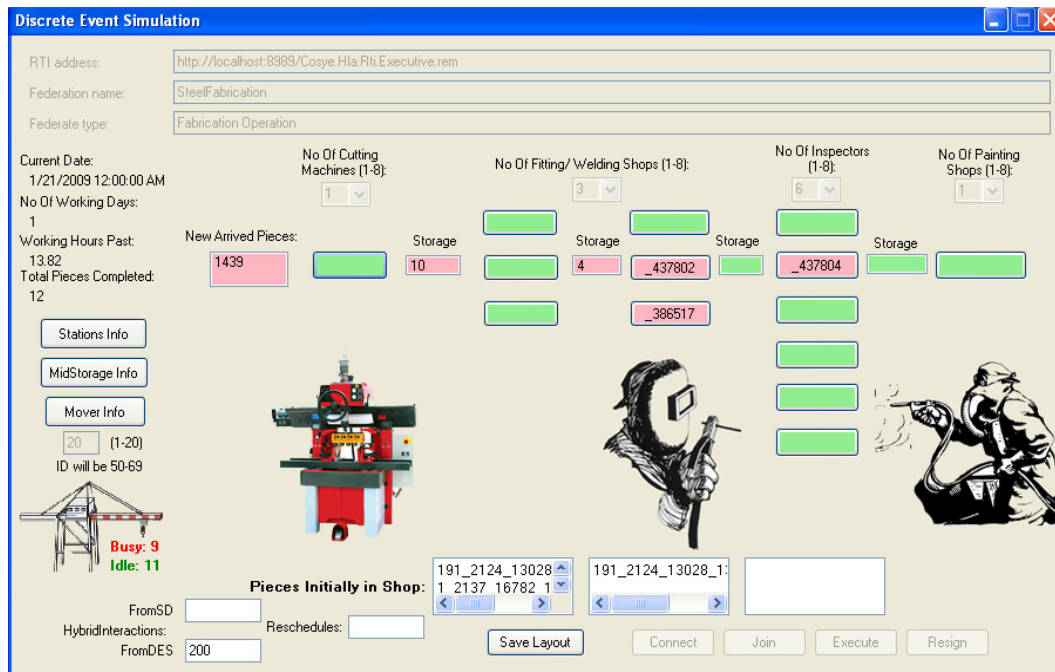 Discrete Event Simulation
RTI address: http://localhost:8989/Cosye.Hla.Rti.Executive.rem
Federation name: SteelFabrication
Federate type: Fabrication Operation
Current Date:
1/21/2009 12:00:00 AM
No Of Working Days:
1
Working Hours Past:
13.82
Total Pieces Completed:
12
No Of Cutting
Machines (1-8):
1
No Of Fitting/ Welding Shops (1-8):
3
No Of Inspectors
(1-8):
6
No Of Painting
Shops (1-8):
1
New Arrived Pieces:
1439
Storage
10
Storage
4
_437802
_386517
Storage
_437804
Storage
Stations Info
MidStorage Info
Mover Info
20 (1-20)
ID will be 50-69
Busy: 9
Idle: 11
Pieces Initially in Shop:
191_2124_13028
1_2137_16782_1
191_2124_13028_1
FromSD
HybridInteractions:
FromDES 200
Reschedules:
Save Layout
Connect
Join
Execute
Resign